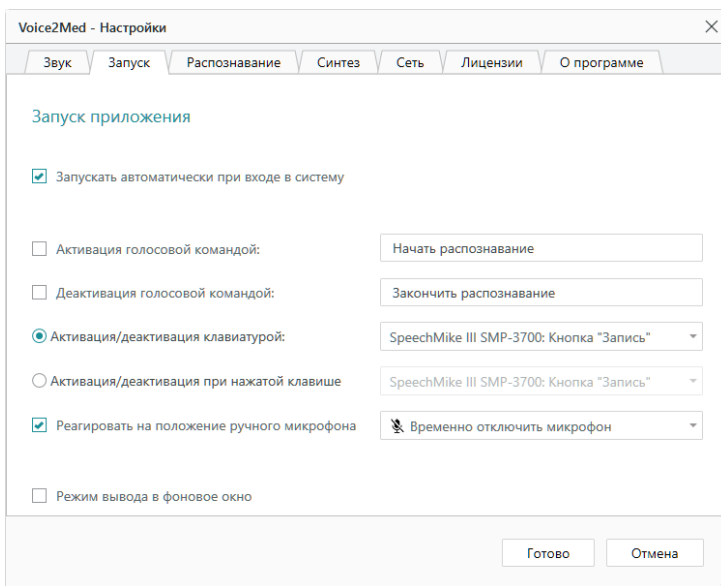 Voice2Med - Настройки
Звук Запуск Распознавание Синтез Сеть Лицензии О программе
Запуск приложения
Запускать автоматически при входе в систему
Активация голосовой командой: Начать распознавание
Деактивация голосовой командой: Закончить распознавание
Активация/деактивация клавиатурой: SpeechMike III SMP-3700: Кнопка "Запись"
Активация/деактивация при нажатой клавише SpeechMike III SMP-3700: Кнопка "Запись"
Реагировать на положение ручного микрофона Временно отключить микрофон
Режим вывода в фоновое окно
Готово Отмена